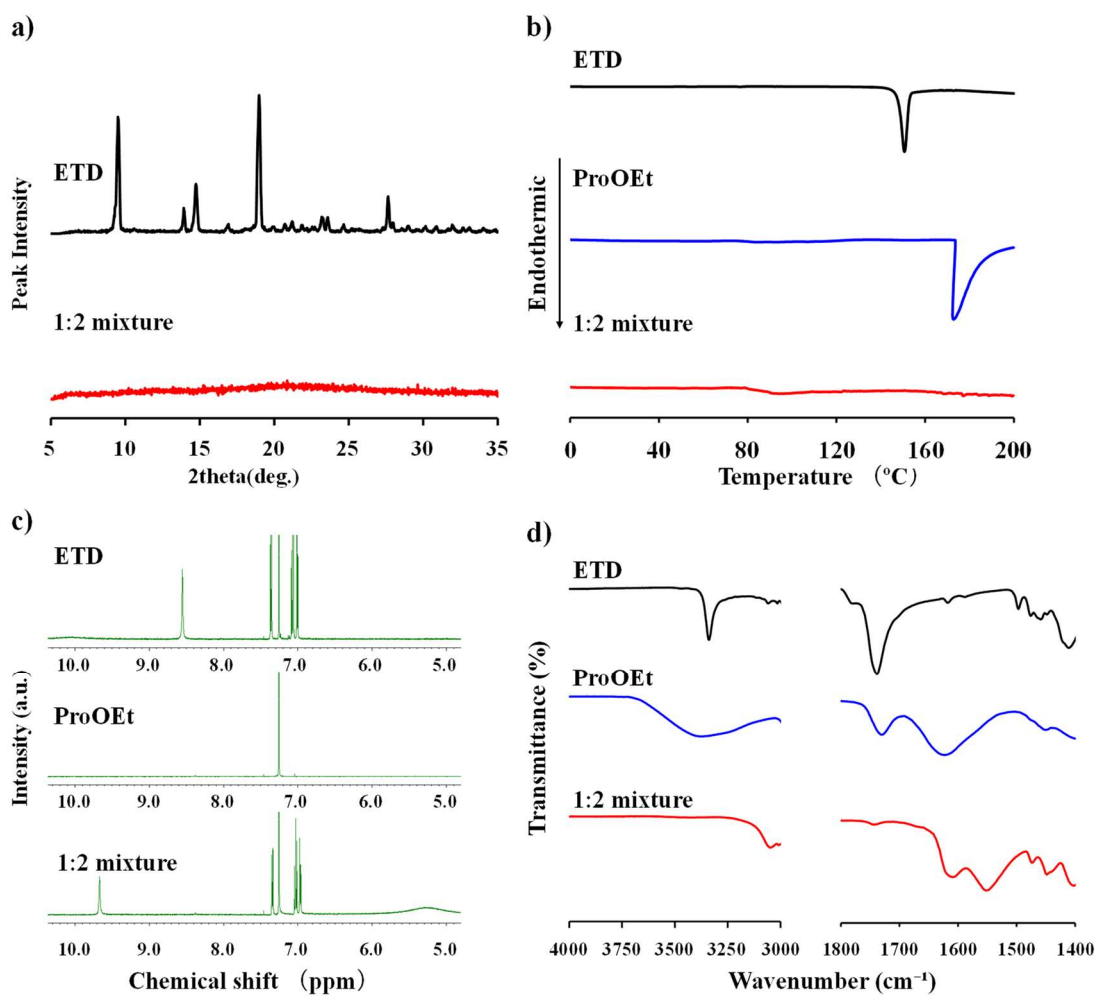 a)
ETD
1:2 mixture
Peak Intensity
5 10 15 20 25 30 35
2theta(deg.)
b)
ETD
ProOEt
1:2 mixture
Endothermic
0 40 80 120 160 200
Temperature (°C)
c)
ETD
10.0 9.0 8.0 7.0 6.0 5.0
ProOEt
10.0 9.0 8.0 7.0 6.0 5.0
1:2 mixture
10.0 9.0 8.0 7.0 6.0 5.0
Intensity (a.u.)
Chemical shift (ppm)
d)
ETD
ProOEt
1:2 mixture
Transmittance (%)
4000 3750 3500 3250 3000 1800 1700 1600 1500 1400
Wavenumber (cm⁻¹)